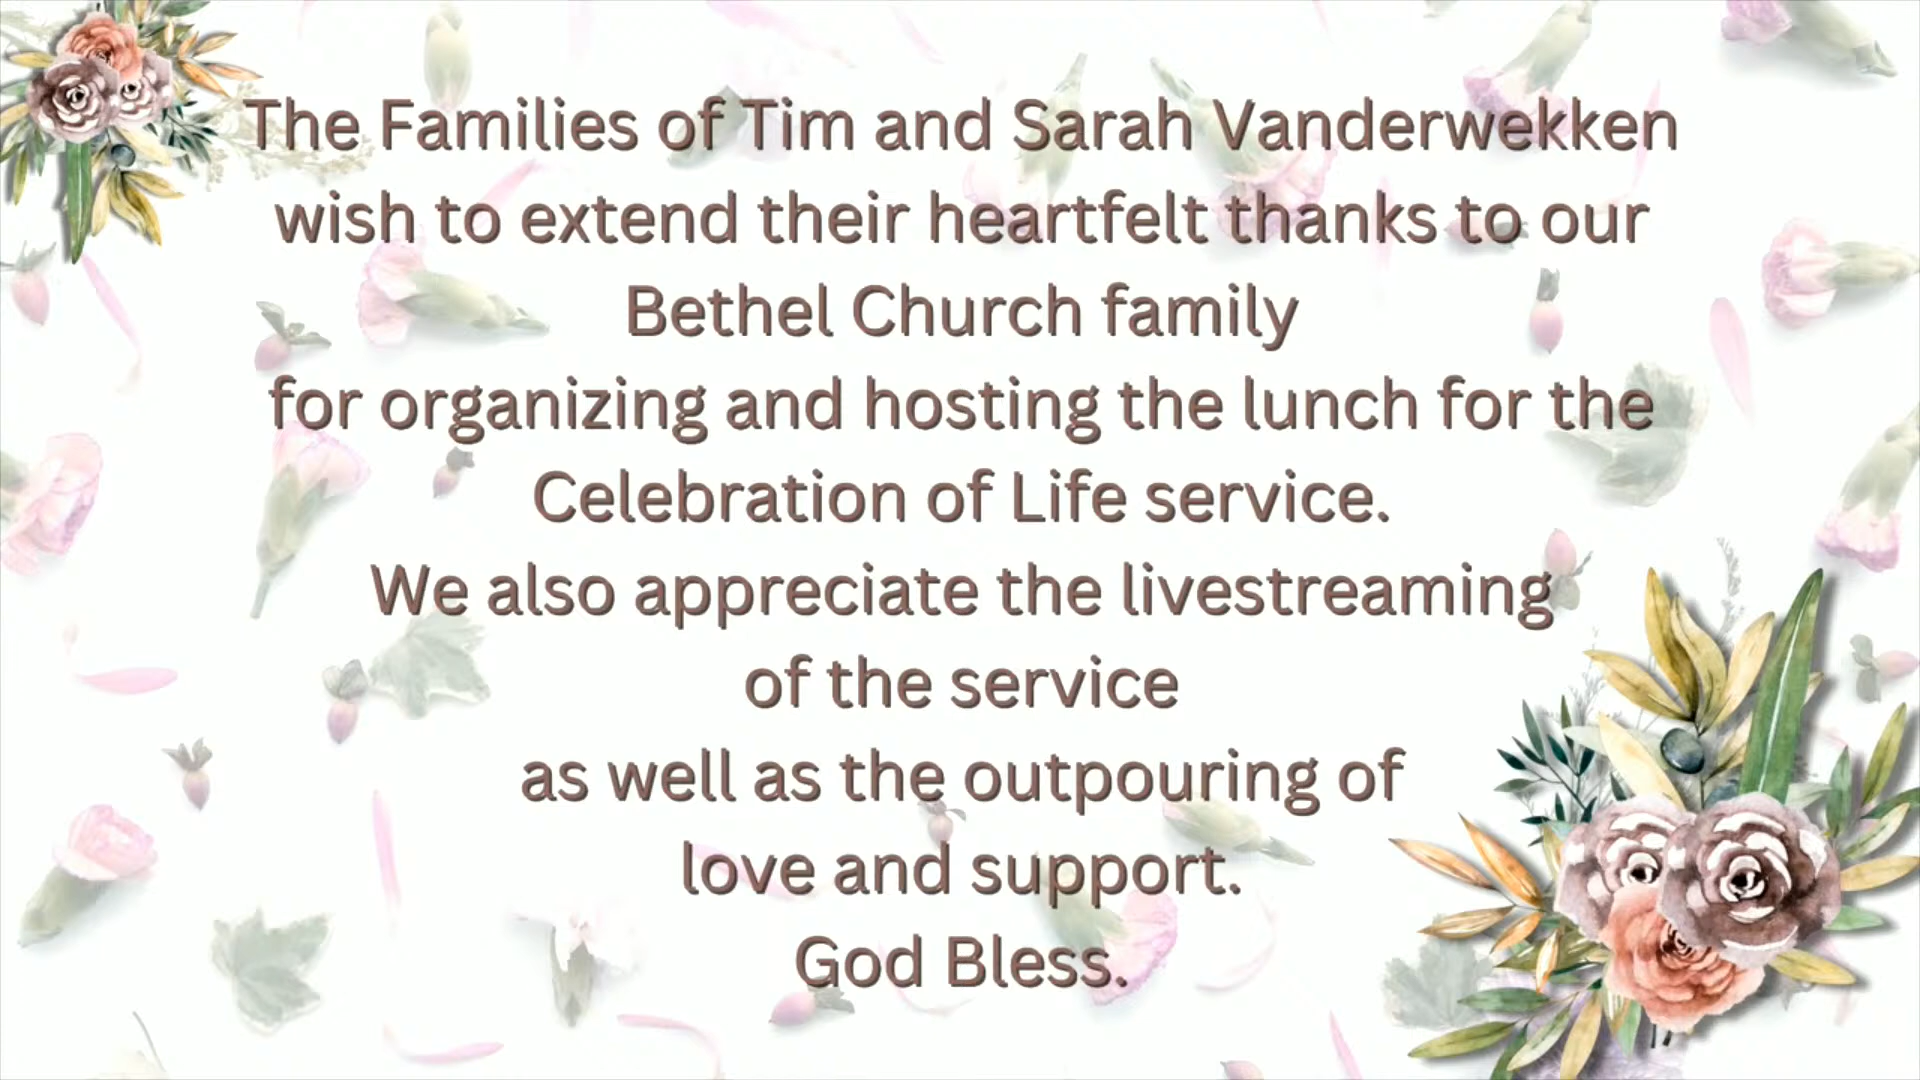 The Families of Tim and Sarah Vanderwekken
wish to extend their heartfelt thanks to our
Bethel Church family
for organizing and hosting the lunch for the
Celebration of Life service.
We also appreciate the livestreaming
of the service
as well as the outpouring of
love and support.
God Bless.